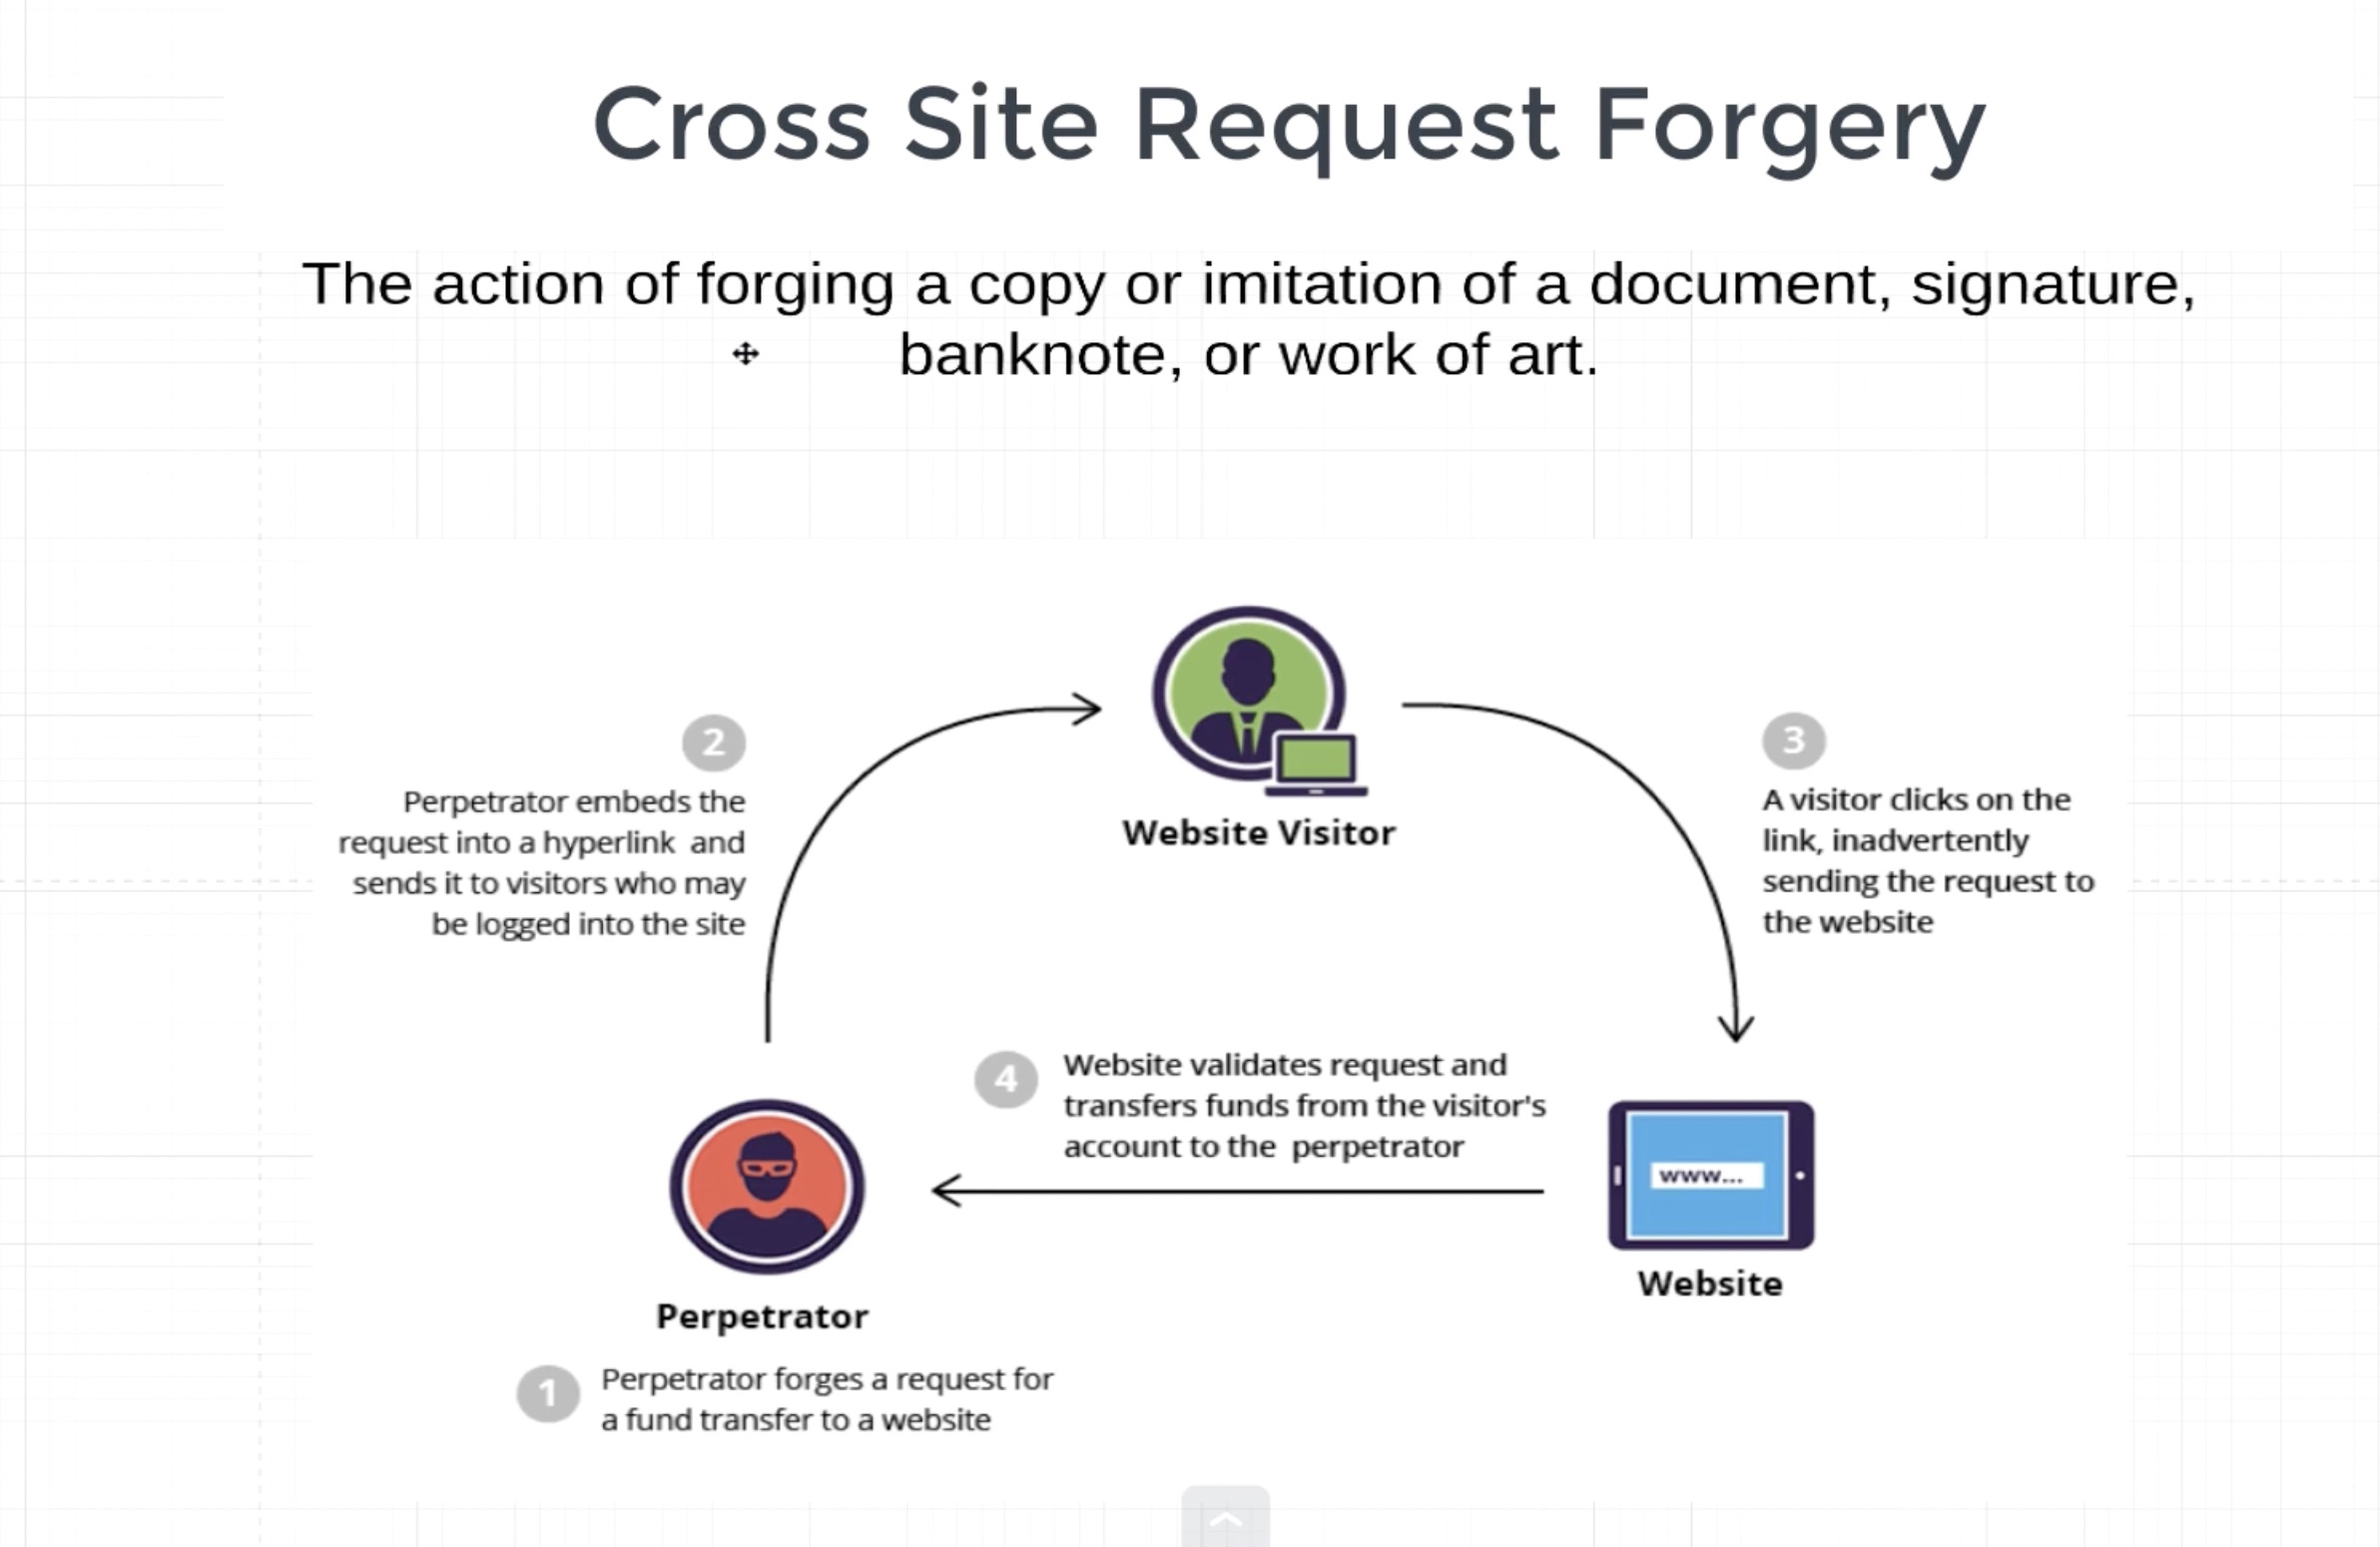 Cross Site Request Forgery
The action of forging a copy or imitation of a document, signature,
banknote, or work of art.
Website Visitor
2
Perpetrator embeds the
request into a hyperlink and
sends it to visitors who may
be logged into the site
3
A visitor clicks on the
link, inadvertently
sending the request to
the website
4
Website validates request and
transfers funds from the visitor's
account to the perpetrator
www...
Website
Perpetrator
1
Perpetrator forges a request for
a fund transfer to a website